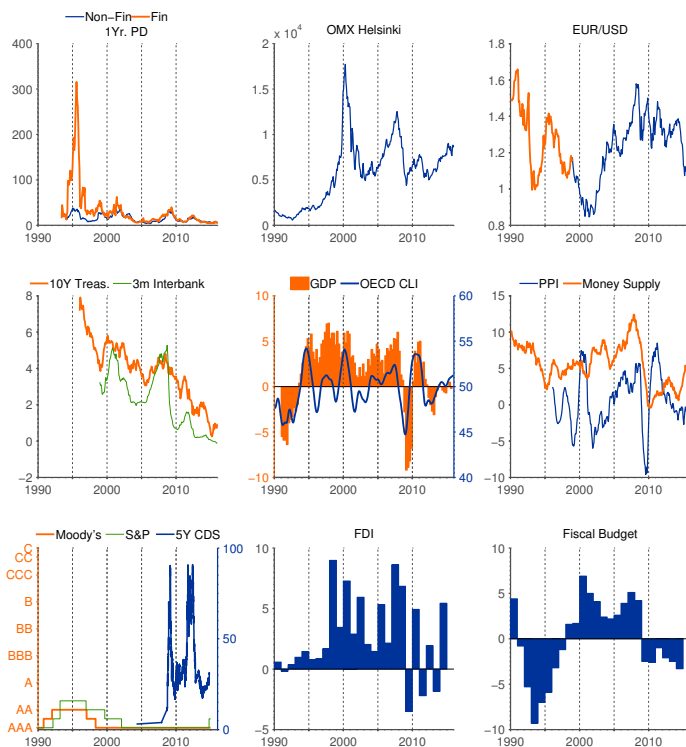 Non−Fin Fin
1Yr. PD
400
300
200
100
0
1990 2000 2010
x 10^4
OMX Helsinki
2
1.5
1
0.5
0
1990 2000 2010
EUR/USD
1.8
1.6
1.4
1.2
1
0.8
1990 2000 2010
10Y Treas. 3m Interbank
8
6
4
2
0
−2
1990 2000 2010
GDP OECD CLI
10 60
5 55
0 50
−5 45
−10 40
1990 2000 2010
PPI Money Supply
15
10
5
0
−5
−10
1990 2000 2010
Moody's S&P 5Y CDS
C 100
CC
CCC
B
BB 50
BBB
A
AA
AAA 0
1990 2000 2010
FDI
10
5
0
−5
1990 2000 2010
Fiscal Budget
10
5
0
−5
−10
1990 2000 2010